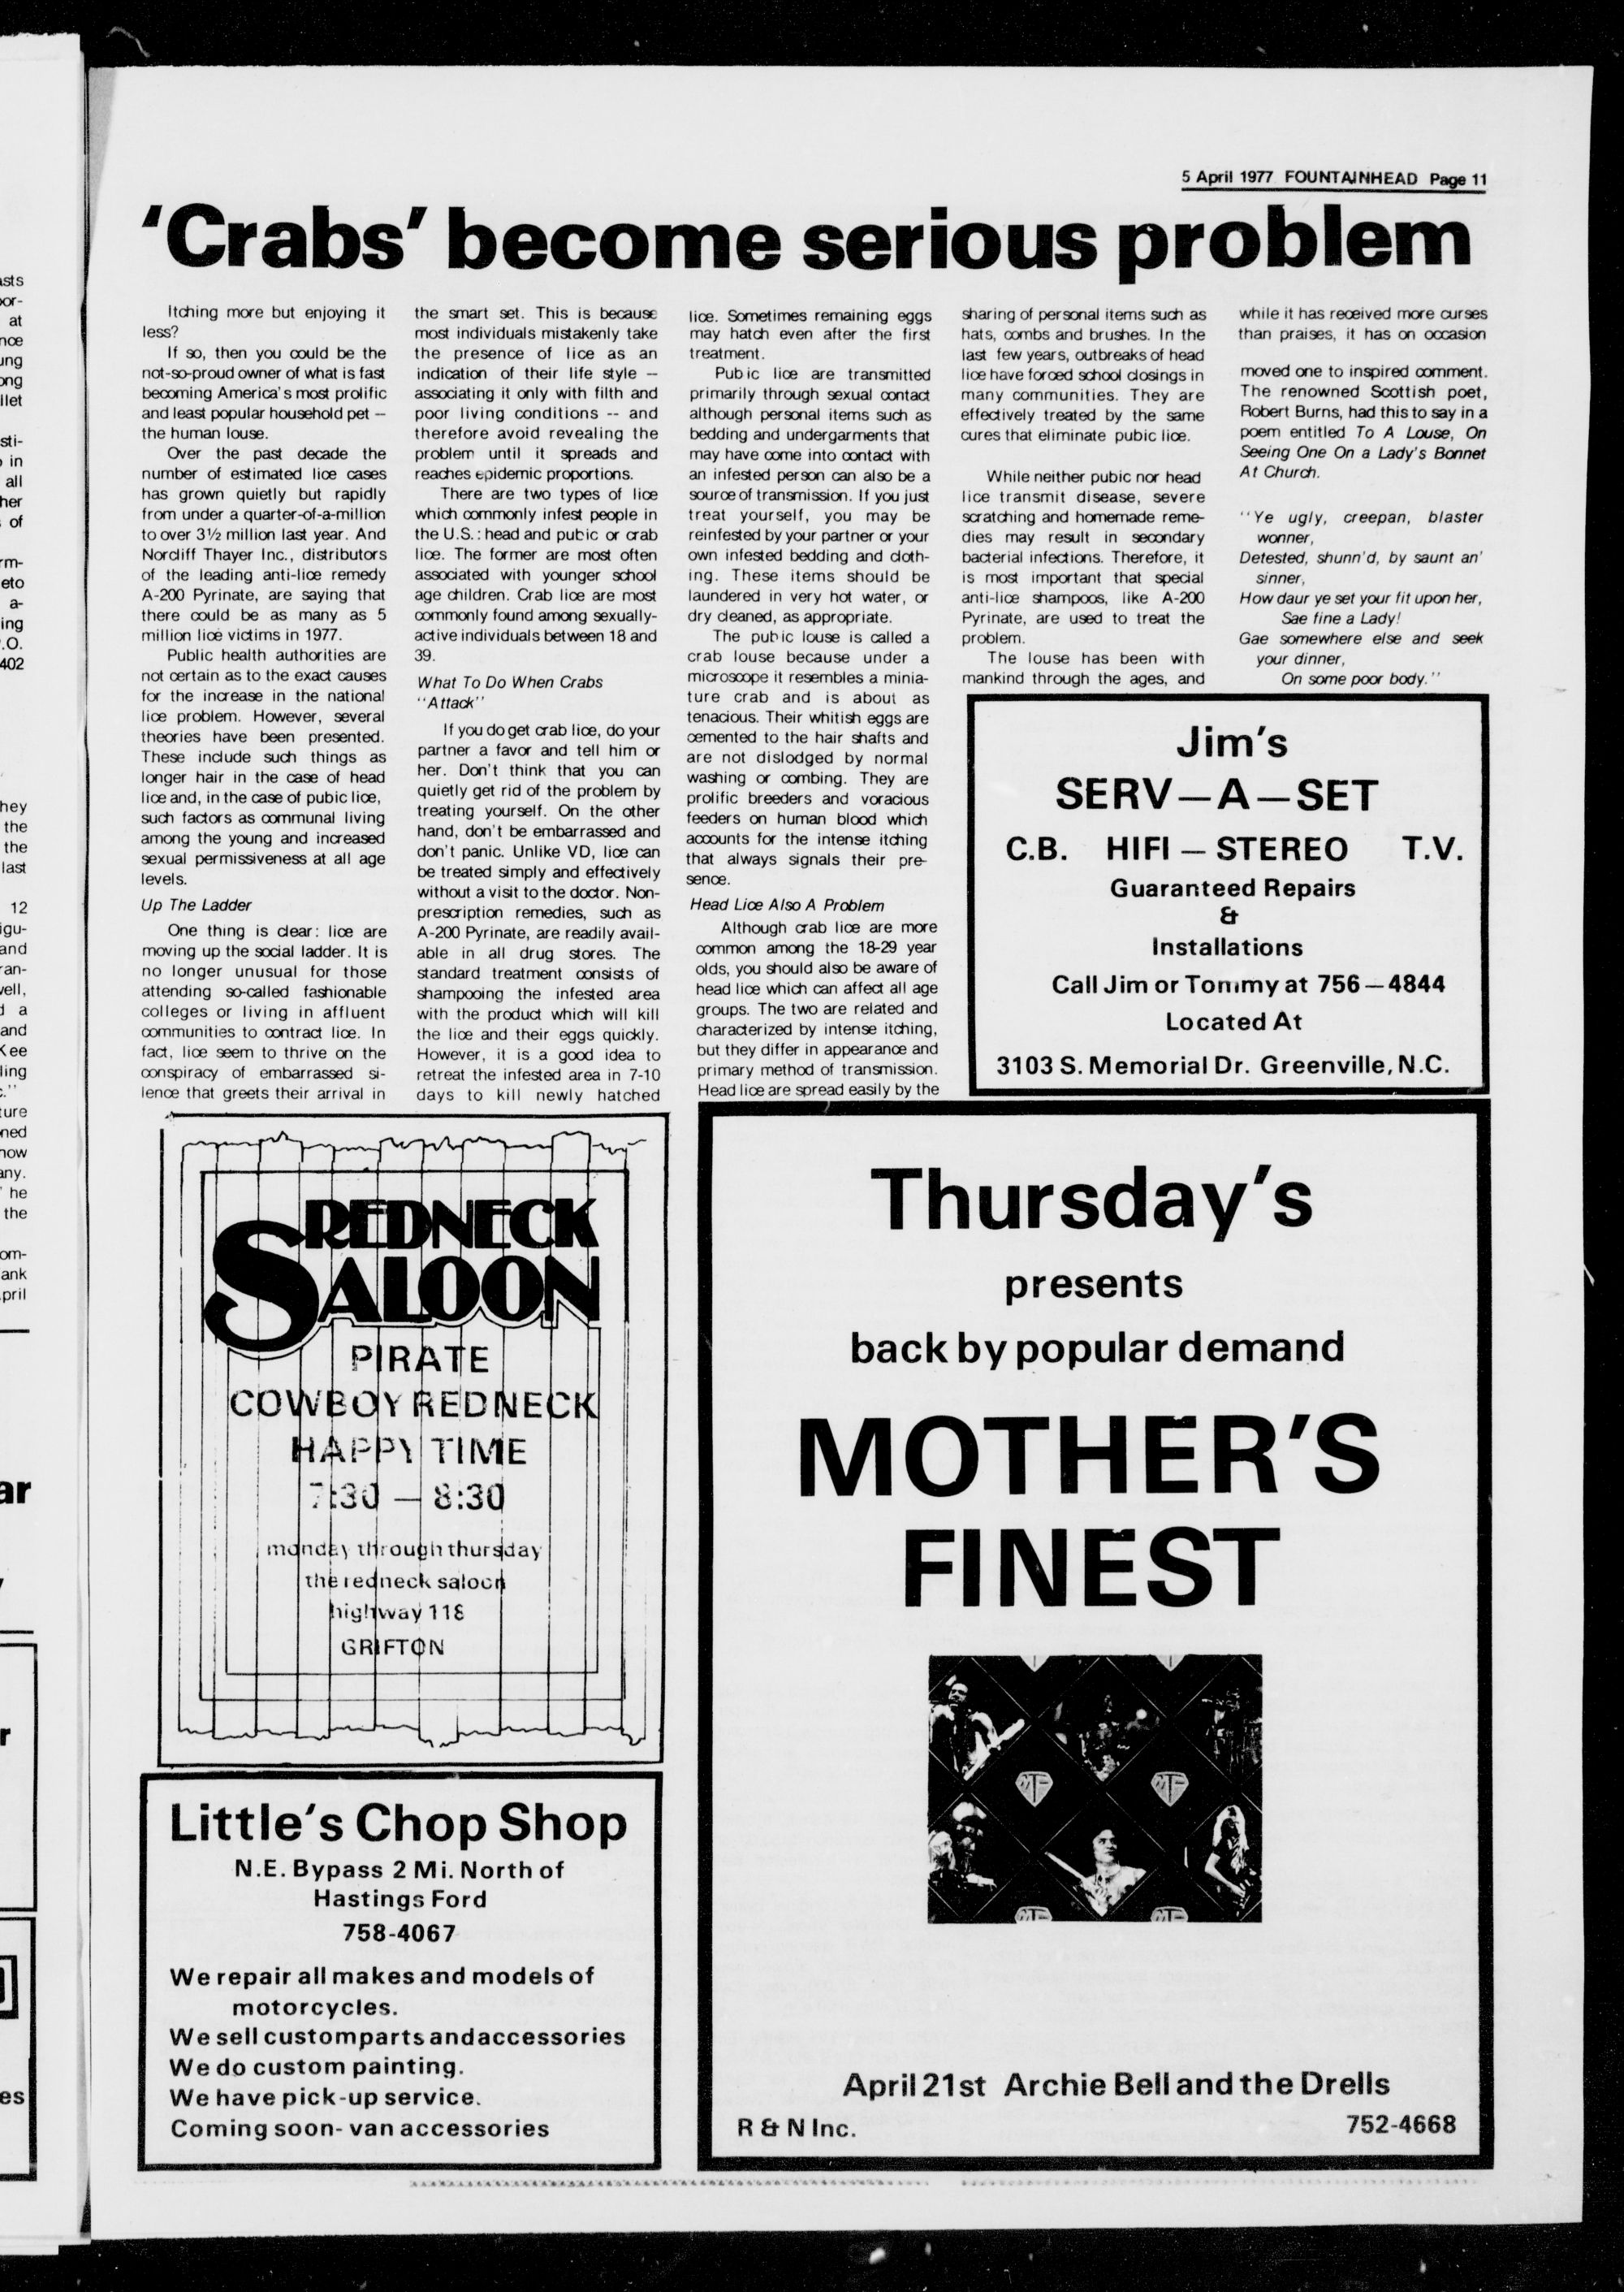 5 April 1977 FOUNTAINHEAD Page 11
'Crabs' become serious problem
Itching more but enjoying it
less?
If so, then you could be the
not-so-proud owner of what is fast
becoming America's most prolific
and least popular household pet --
the human louse.
Over the past decade the
number of estimated lice cases
has grown quietly but rapidly
from under a quarter-of-a-million
to over 3½ million last year. And
Norcliff Thayer Inc., distributors
of the leading anti-lice remedy
A-200 Pyrinate, are saying that
there could be as many as 5
million lice victims in 1977.
Public health authorities are
not certain as to the exact causes
for the increase in the national
lice problem. However, several
theories have been presented.
These include such things as
longer hair in the case of head
lice and, in the case of pubic lice,
such factors as communal living
among the young and increased
sexual permissiveness at all age
levels.
Up The Ladder
One thing is clear: lice are
moving up the social ladder. It is
no longer unusual for those
attending so-called fashionable
colleges or living in affluent
communities to contract lice. In
fact, lice seem to thrive on the
conspiracy of embarrassed si-
lence that greets their arrival in
the smart set. This is because
most individuals mistakenly take
the presence of lice as an
indication of their life style --
associating it only with filth and
poor living conditions -- and
therefore avoid revealing the
problem until it spreads and
reaches epidemic proportions.
There are two types of lice
which commonly infest people in
the U.S.: head and pubic or crab
lice. The former are most often
associated with younger school
age children. Crab lice are most
commonly found among sexually-
active individuals between 18 and
39.
What To Do When Crabs
"Attack"
If you do get crab lice, do your
partner a favor and tell him or
her. Don't think that you can
quietly get rid of the problem by
treating yourself. On the other
hand, don't be embarrassed and
don't panic. Unlike VD, lice can
be treated simply and effectively
without a visit to the doctor. Non-
prescription remedies, such as
A-200 Pyrinate, are readily avail-
able in all drug stores. The
standard treatment consists of
shampooing the infested area
with the product which will kill
the lice and their eggs quickly.
However, it is a good idea to
retreat the infested area in 7-10
days to kill newly hatched
lice. Sometimes remaining eggs
may hatch even after the first
treatment.
Pubic lice are transmitted
primarily through sexual contact
although personal items such as
bedding and undergarments that
may have come into contact with
an infested person can also be a
source of transmission. If you just
treat yourself, you may be
reinfested by your partner or your
own infested bedding and cloth-
ing. These items should be
laundered in very hot water, or
dry cleaned, as appropriate.
The pubic louse is called a
crab louse because under a
microscope it resembles a minia-
ture crab and is about as
tenacious. Their whitish eggs are
cemented to the hair shafts and
are not dislodged by normal
washing or combing. They are
prolific breeders and voracious
feeders on human blood which
accounts for the intense itching
that always signals their pre-
sence.
Head Lice Also A Problem
Although crab lice are more
common among the 18-29 year
olds, you should also be aware of
head lice which can affect all age
groups. The two are related and
characterized by intense itching,
but they differ in appearance and
primary method of transmission.
Head lice are spread easily by the
sharing of personal items such as
hats, combs and brushes. In the
last few years, outbreaks of head
lice have forced school closings in
many communities. They are
effectively treated by the same
cures that eliminate pubic lice.
While neither pubic nor head
lice transmit disease, severe
scratching and homemade reme-
dies may result in secondary
bacterial infections. Therefore, it
is most important that special
anti-lice shampoos, like A-200
Pyrinate, are used to treat the
problem.
The louse has been with
mankind through the ages, and
while it has received more curses
than praises, it has on occasion
moved one to inspired comment.
The renowned Scottish poet,
Robert Burns, had this to say in a
poem entitled To A Louse, On
Seeing One On a Lady's Bonnet
At Church.
"Ye ugly, creepan, blaster
wonner,
Detested, shunn'd, by saunt an'
sinner,
How daur ye set your fit upon her,
Sae fine a Lady!
Gae somewhere else and seek
your dinner,
On some poor body."
Jim's
SERV-A-SET
C.B. HIFI - STEREO T.V.
Guaranteed Repairs
&
Installations
Call Jim or Tommy at 756-4844
Located At
3103 S. Memorial Dr. Greenville, N.C.
REDNECK
SALOON
PIRATE
COWBOY REDNECK
HAPPY TIME
7:30 - 8:30
monday through thursday
the redneck saloon
highway 118
GRIFTON
Little's Chop Shop
N.E. Bypass 2 Mi. North of
Hastings Ford
758-4067
We repair all makes and models of
motorcycles.
We sell custom parts and accessories
We do custom painting.
We have pick-up service.
Coming soon- van accessories
Thursday's
presents
back by popular demand
MOTHER'S
FINEST
MF
MF
April 21st Archie Bell and the Drells
R & N Inc. 752-4668